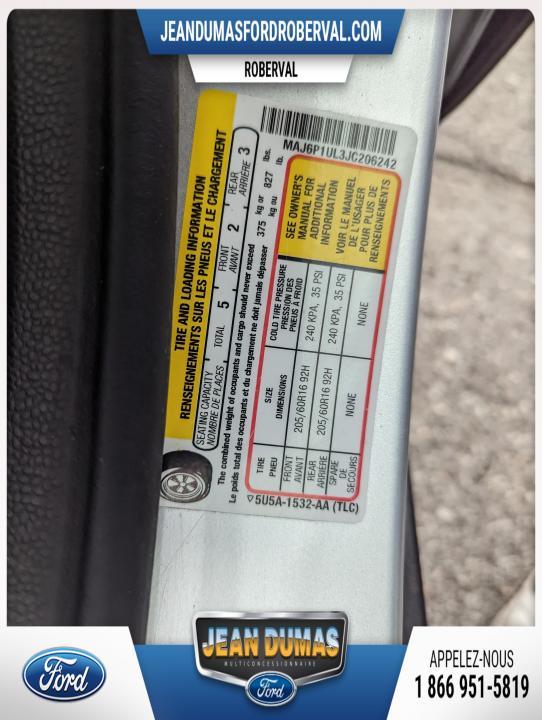 JEANDUMASFORDROBERVAL.COM
ROBERVAL
MAJ6P1UL3JC206242
TIRE AND LOADING INFORMATION
RENSEIGNEMENTS SUR LES PNEUS ET LE CHARGEMENT
SEATING CAPACITY
NOMBRE DE PLACES
TOTAL 5
FRONT
AVANT 2
REAR
ARRIÈRE 3
The combined weight of occupants and cargo should never exceed 375 kg or 827 lbs.
Le poids total des occupants et du chargement ne doit jamais dépasser 375 kg ou 827 lb.
TIRE
PNEU
SIZE
DIMENSIONS
COLD TIRE PRESSURE
PRESSION DES
PNEUS À FROID
SEE OWNER'S
MANUAL FOR
ADDITIONAL
INFORMATION
VOIR LE MANUEL
DE L'USAGER
POUR PLUS DE
RENSEIGNEMENTS
FRONT
AVANT
205/60R16 92H
240 KPA, 35 PSI
REAR
ARRIÈRE
205/60R16 92H
240 KPA, 35 PSI
SPARE
DE
SECOURS
NONE
NONE
5U5A-1532-AA (TLC)
JEAN DUMAS
MULTICONCESSIONNAIRE
Ford
Ford
APPELEZ-NOUS
1 866 951-5819